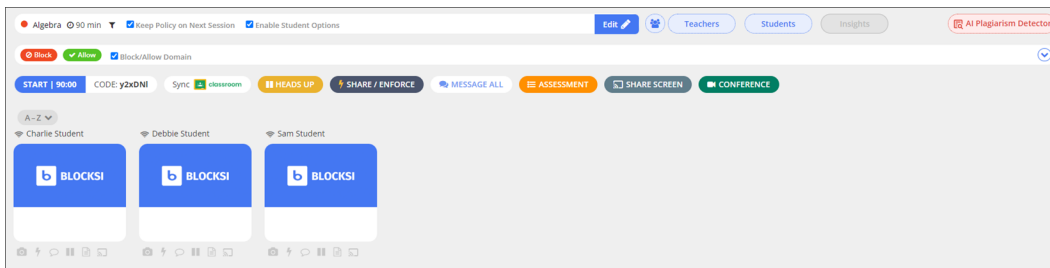 Algebra 90 min Keep Policy on Next Session Enable Student Options Edit Teachers Students Insights AI Plagiarism Detector
Block Allow Block/Allow Domain
START | 90:00 CODE: y2xDNl Sync classroom HEADS UP SHARE / ENFORCE MESSAGE ALL ASSESSMENT SHARE SCREEN CONFERENCE
A - Z
Charlie Student Debbie Student Sam Student
b BLOCKSI b BLOCKSI b BLOCKSI